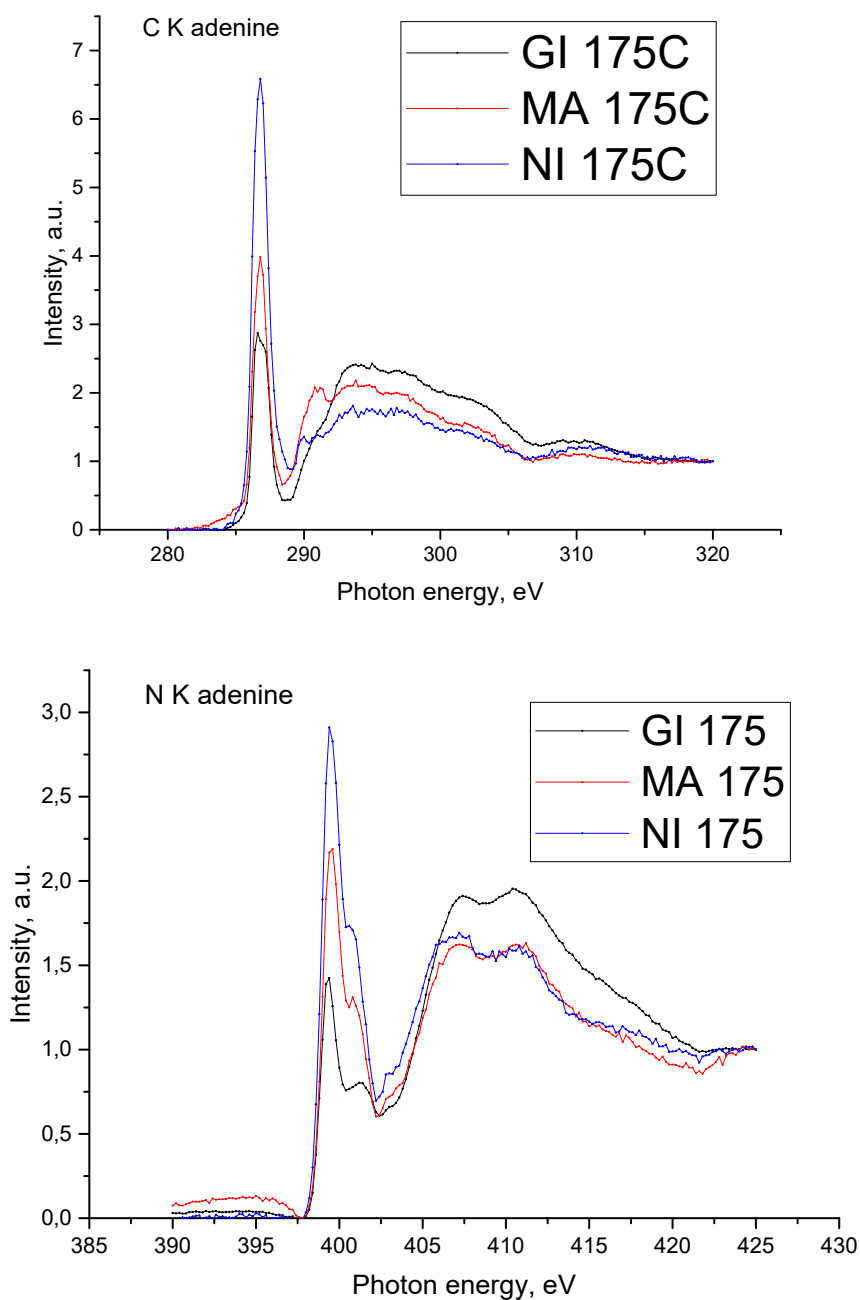 C K adenine
GI 175C
MA 175C
NI 175C
7
6
5
4
3
2
1
0
Intensity, a.u.
280 290 300 310 320
Photon energy, eV
N K adenine
GI 175
MA 175
NI 175
3,0
2,5
2,0
1,5
1,0
0,5
0,0
Intensity, a.u.
385 390 395 400 405 410 415 420 425 430
Photon energy, eV